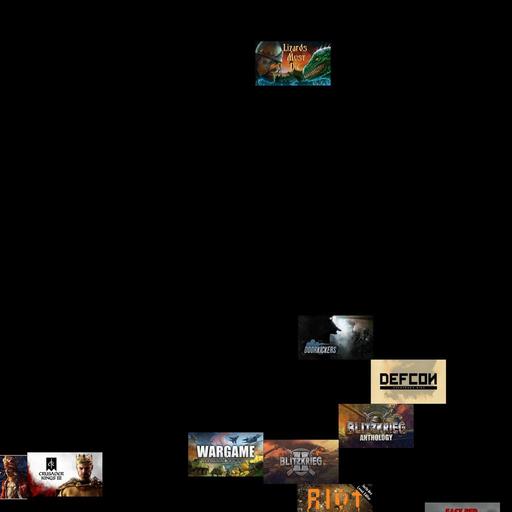 Lizards
Must
Die
DOORKICKERS
DEFCON
BLITZKRIEG
ANTHOLOGY
WARGAME
BLITZKRIEG
CRUSADER
KINGS III
RIOT